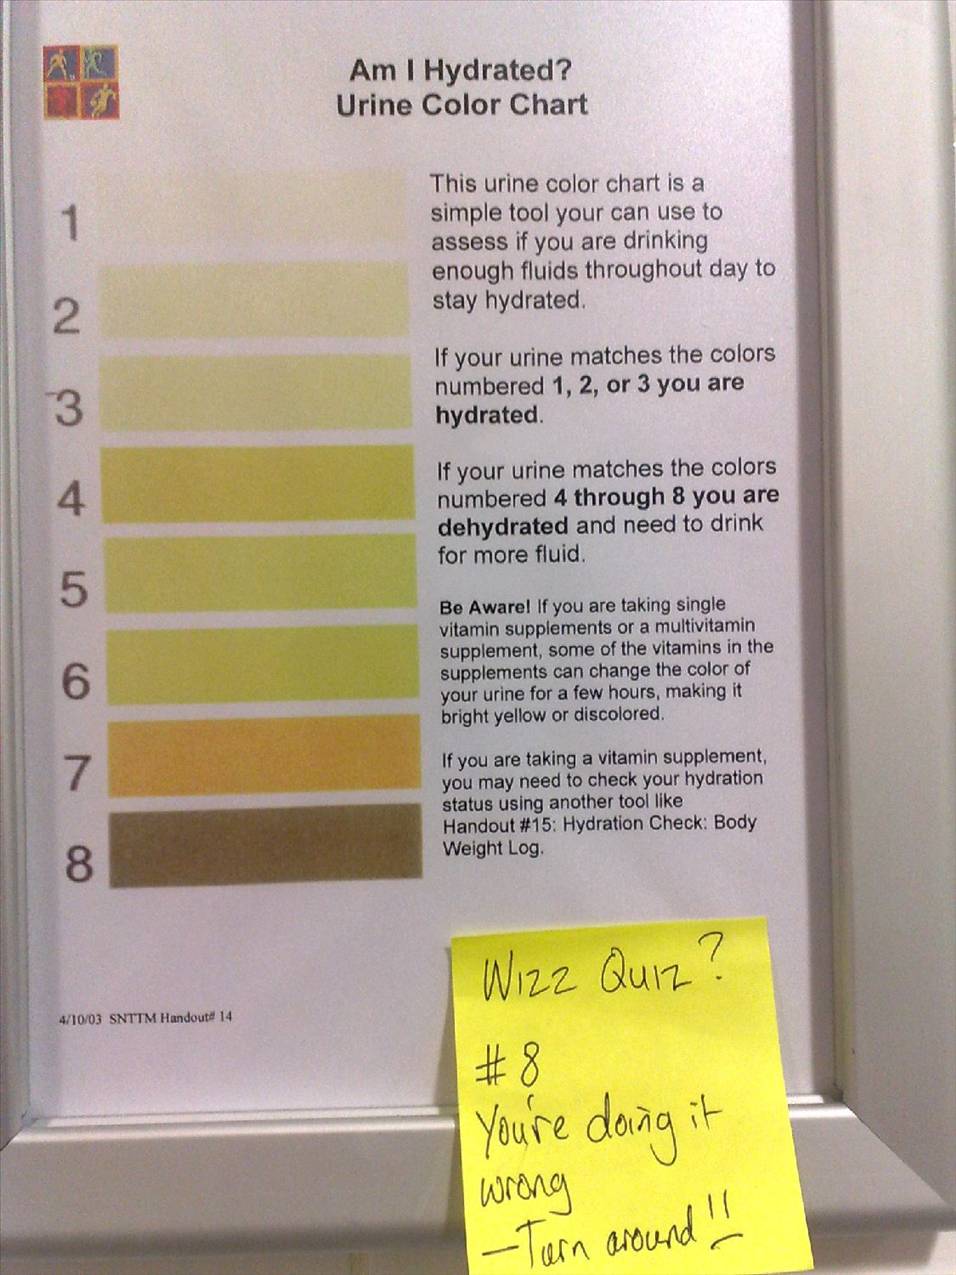 Am I Hydrated?
Urine Color Chart
1
2
3
4
5
6
7
8
This urine color chart is a
simple tool your can use to
assess if you are drinking
enough fluids throughout day to
stay hydrated.
If your urine matches the colors
numbered 1, 2, or 3 you are
hydrated.
If your urine matches the colors
numbered 4 through 8 you are
dehydrated and need to drink
for more fluid.
Be Aware! If you are taking single
vitamin supplements or a multivitamin
supplement, some of the vitamins in the
supplements can change the color of
your urine for a few hours, making it
bright yellow or discolored.
If you are taking a vitamin supplement,
you may need to check your hydration
status using another tool like
Handout #15: Hydration Check: Body
Weight Log.
4/10/03 SNTTM Handout# 14
Wizz Quiz?
#8
You're doing it
wrong
- Turn around!!